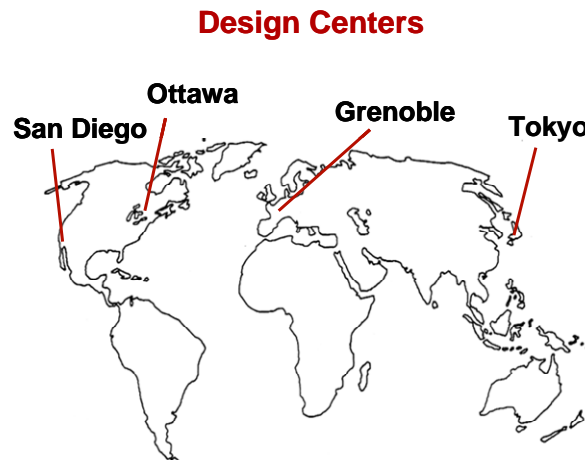 Design Centers
Ottawa
Grenoble
San Diego
Tokyo